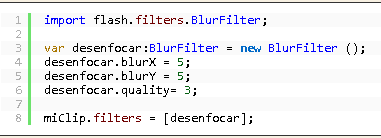 1 import flash.filters.BlurFilter;
2
3 var desenfocar:BlurFilter = new BlurFilter ();
4 desenfocar.blurX = 5;
5 desenfocar.blurY = 5;
6 desenfocar.quality= 3;
7
8 miClip.filters = [desenfocar];